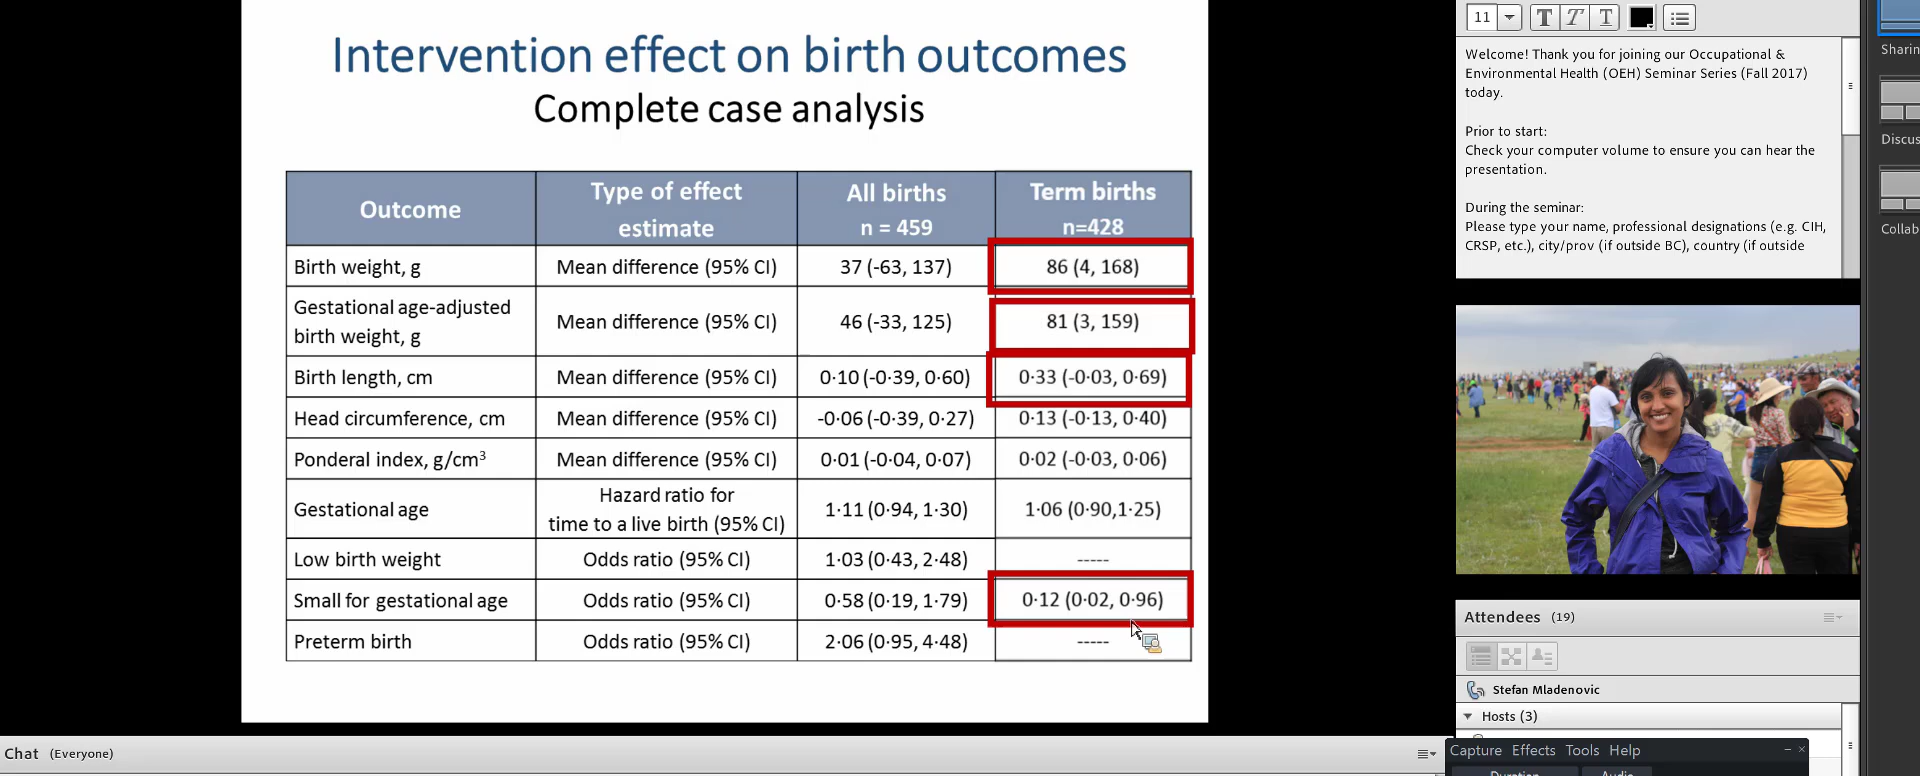 Intervention effect on birth outcomes
Complete case analysis
Outcome
Type of effect estimate
All births n = 459
Term births n=428
Birth weight, g
Mean difference (95% CI)
37 (-63, 137)
86 (4, 168)
Gestational age-adjusted birth weight, g
Mean difference (95% CI)
46 (-33, 125)
81 (3, 159)
Birth length, cm
Mean difference (95% CI)
0·10 (-0·39, 0·60)
0·33 (-0·03, 0·69)
Head circumference, cm
Mean difference (95% CI)
-0·06 (-0·39, 0·27)
0·13 (-0·13, 0·40)
Ponderal index, g/cm³
Mean difference (95% CI)
0·01 (-0·04, 0·07)
0·02 (-0·03, 0·06)
Gestational age
Hazard ratio for
time to a live birth (95% CI)
1·11 (0·94, 1·30)
1·06 (0·90,1·25)
Low birth weight
Odds ratio (95% CI)
1·03 (0·43, 2·48)
-----
Small for gestational age
Odds ratio (95% CI)
0·58 (0·19, 1·79)
0·12 (0·02, 0·96)
Preterm birth
Odds ratio (95% CI)
2·06 (0·95, 4·48)
-----
Chat (Everyone)
11
T T T
Welcome! Thank you for joining our Occupational &
Environmental Health (OEH) Seminar Series (Fall 2017)
today.
Prior to start:
Check your computer volume to ensure you can hear the
presentation.
During the seminar:
Please type your name, professional designations (e.g. CIH,
CRSP, etc.), city/prov (if outside BC), country (if outside
Attendees (19)
Stefan Mladenovic
Hosts (3)
Capture Effects Tools Help
Duration Audio
Sharin
Discus
Collab